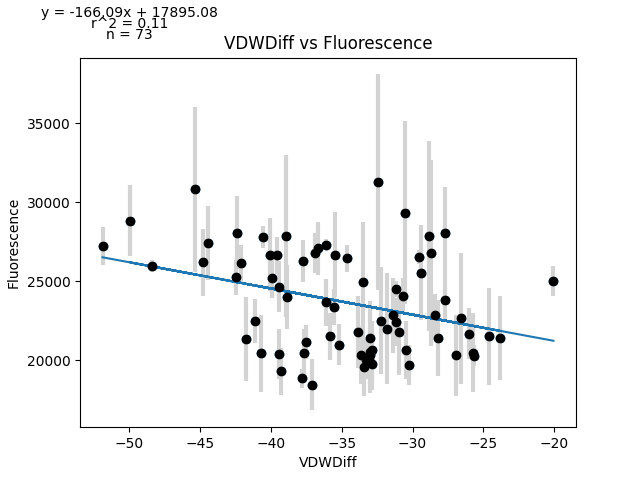 y = -166.09x + 17895.08
r^2 = 0.11
n = 73
VDWDiff vs Fluorescence
35000
30000
25000
20000
Fluorescence
−50 −45 −40 −35 −30 −25 −20
VDWDiff